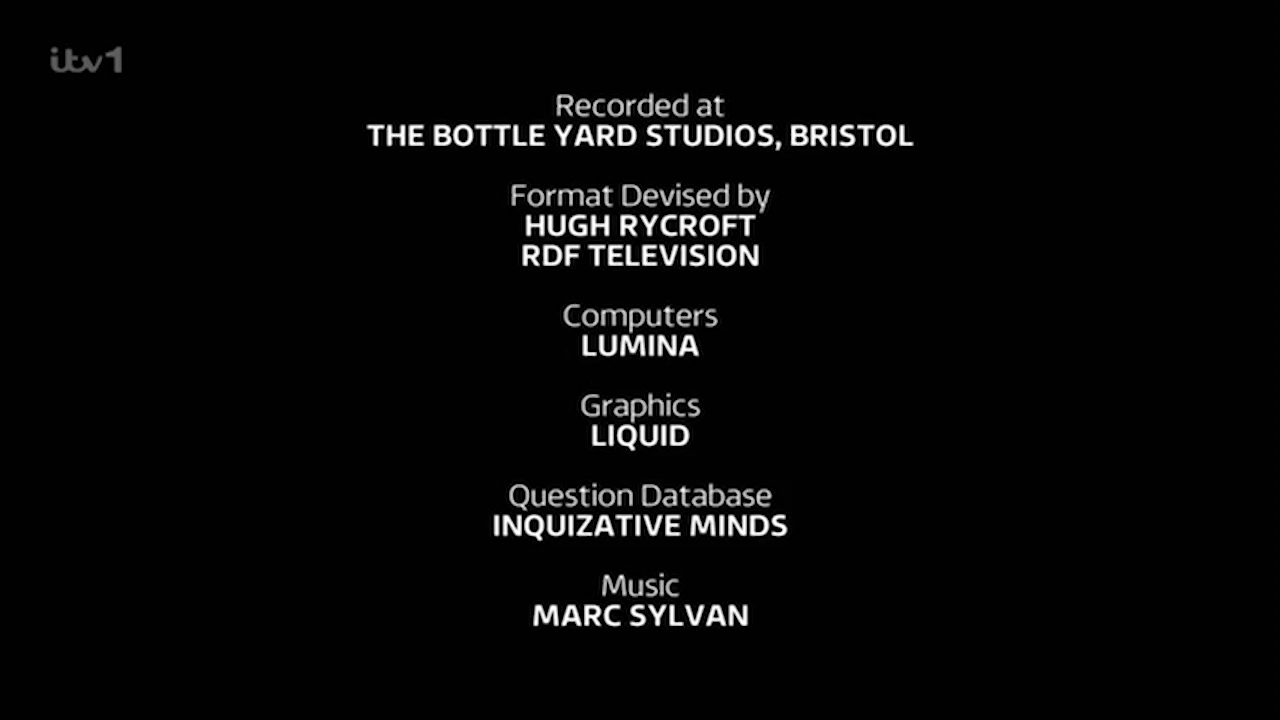 itv1
Recorded at
THE BOTTLE YARD STUDIOS, BRISTOL
Format Devised by
HUGH RYCROFT
RDF TELEVISION
Computers
LUMINA
Graphics
LIQUID
Question Database
INQUIZATIVE MINDS
Music
MARC SYLVAN